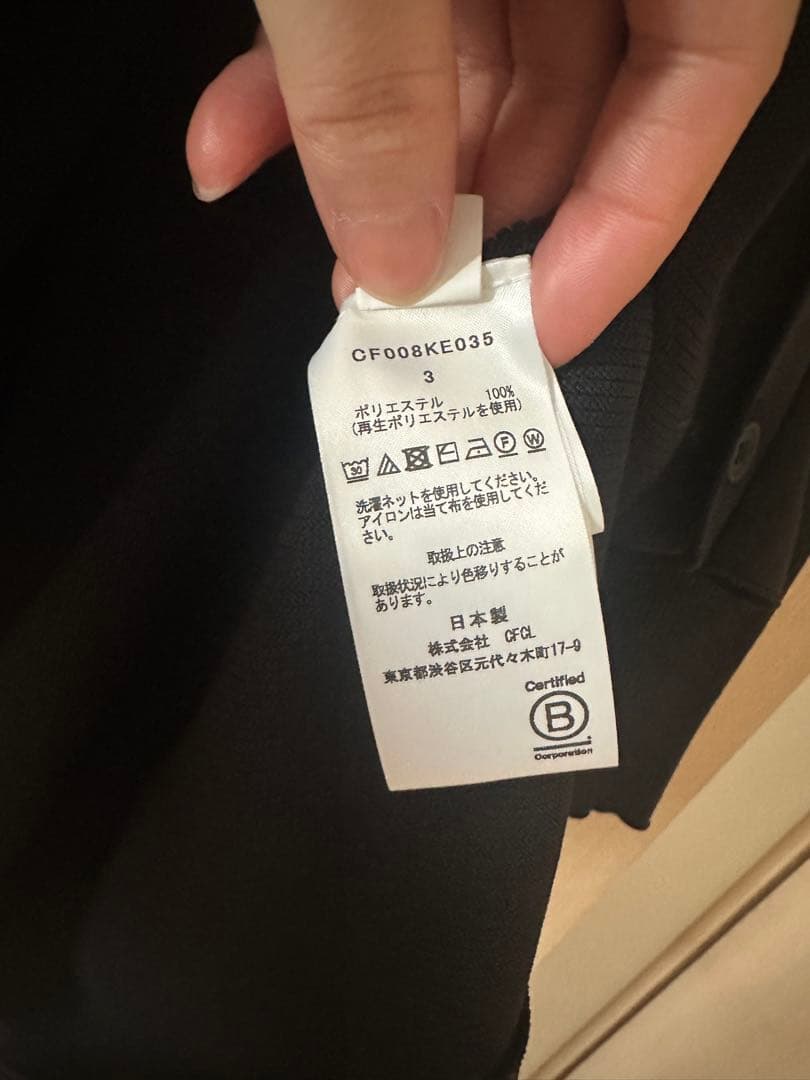 CF008KE035
3
ポリエステル 100%
(再生ポリエステルを使用)
30 F W
洗濯ネットを使用してください。
アイロンは当て布を使用してくだ
さい。
取扱上の注意
取扱状況により色移りすることが
あります。
日本製
株式会社 CFCL
東京都渋谷区元代々木町17-9
Certified
B
Corporation